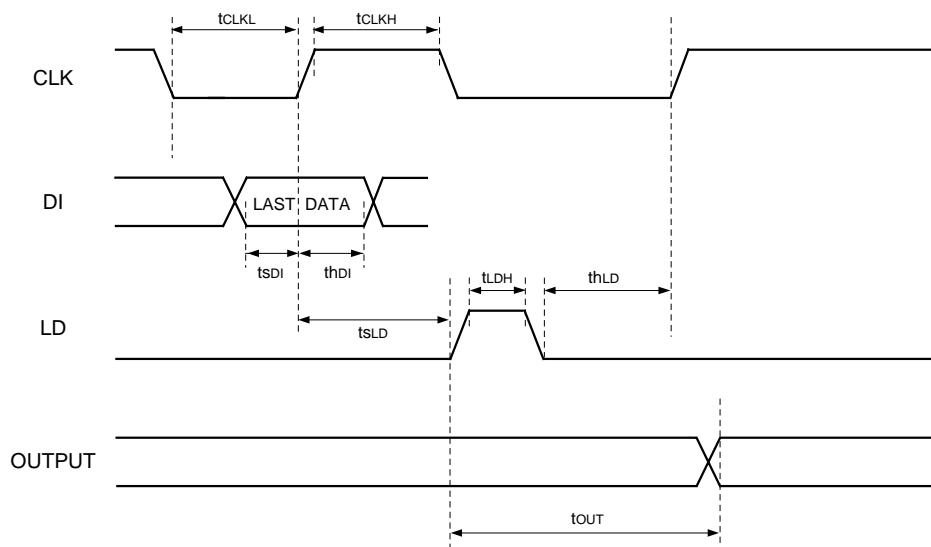 tCLKL tCLKH
CLK
DI
LAST DATA
tsDI thDI
tLDH thLD
LD
tsLD
OUTPUT
tOUT